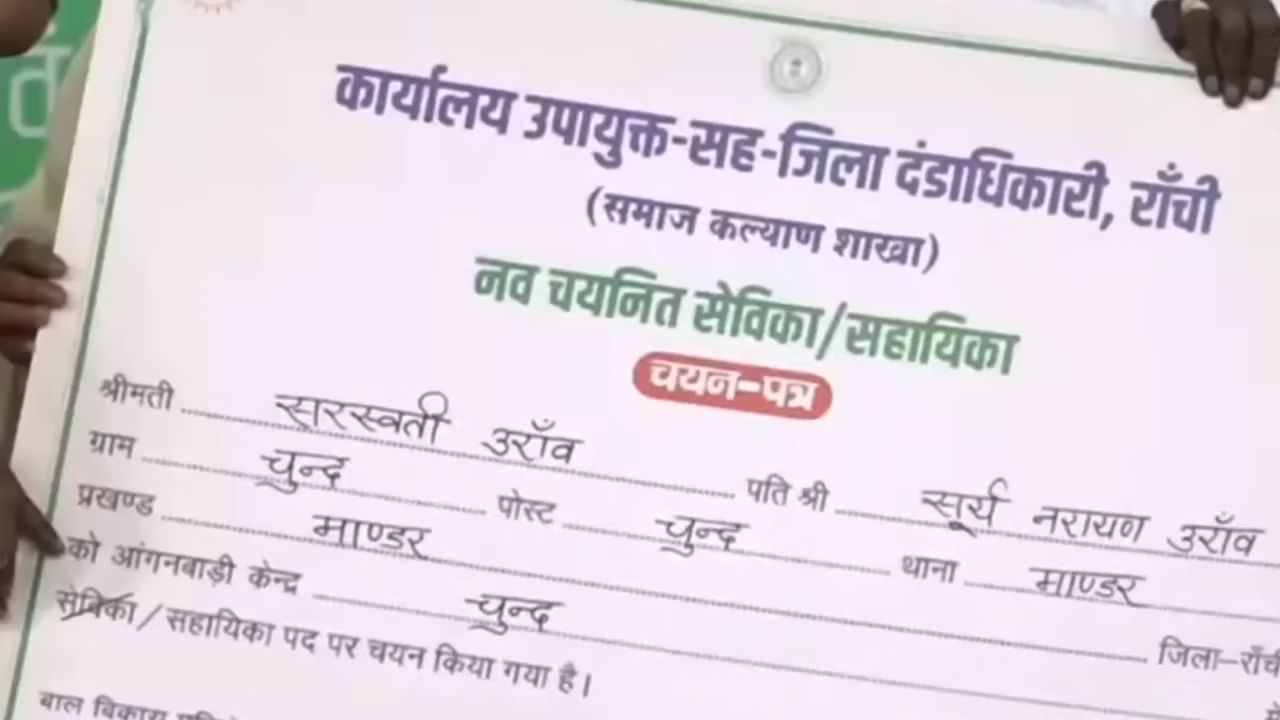 कार्यालय उपायुक्त-सह-जिला दंडाधिकारी, राँची
(समाज कल्याण शाखा)
नव चयनित सेविका/सहायिका
चयन-पत्र
श्रीमती सरस्वती उराँव पति श्री सूर्य नरायण उराँव
ग्राम चुन्द पोस्ट चुन्द थाना माण्डर
प्रखण्ड माण्डर जिला-राँची
को आंगनबाड़ी केन्द्र चुन्द
सेविका / सहायिका पद पर चयन किया गया है।
बाल विकास